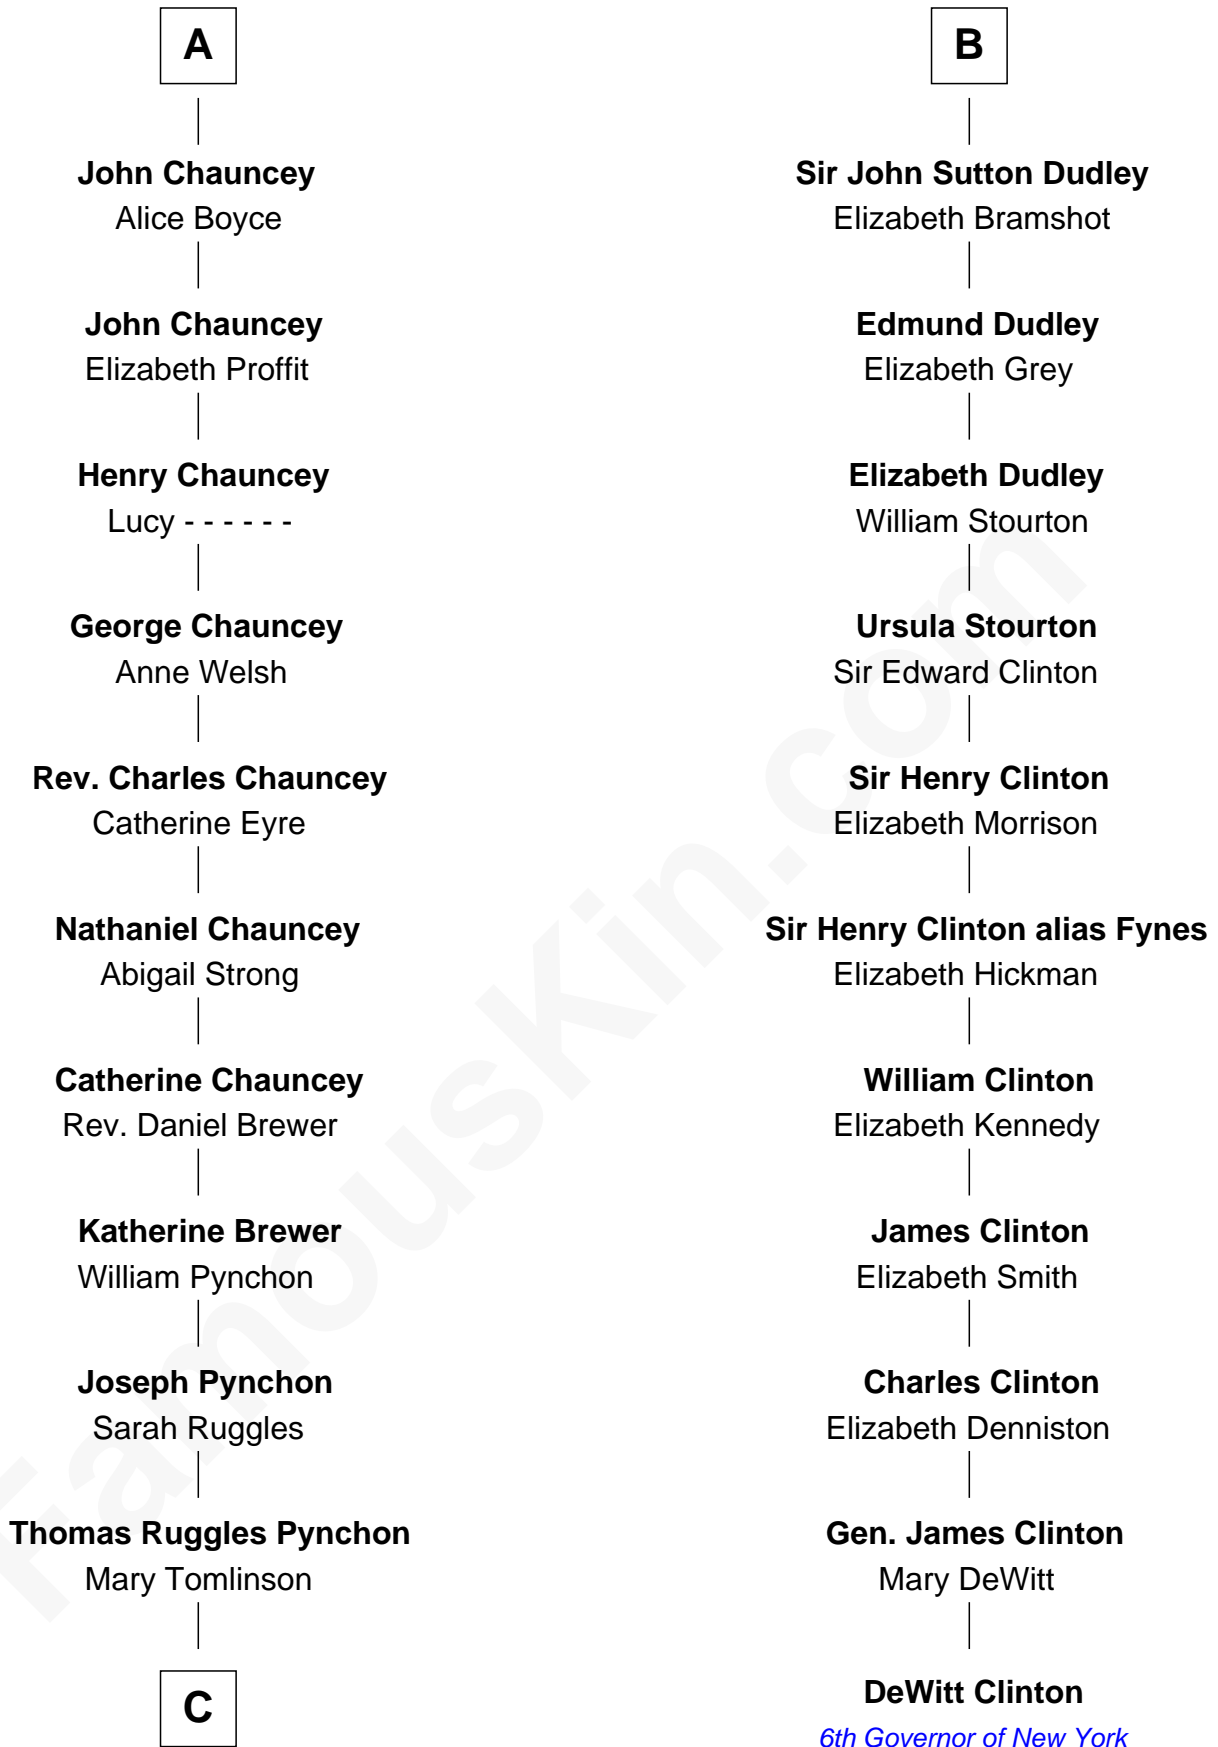 A
John Chauncey
Alice Boyce
John Chauncey
Elizabeth Proffit
Henry Chauncey
Lucy - - - - - -
George Chauncey
Anne Welsh
Rev. Charles Chauncey
Catherine Eyre
Nathaniel Chauncey
Abigail Strong
Catherine Chauncey
Rev. Daniel Brewer
Katherine Brewer
William Pynchon
Joseph Pynchon
Sarah Ruggles
Thomas Ruggles Pynchon
Mary Tomlinson
C
B
Sir John Sutton Dudley
Elizabeth Bramshot
Edmund Dudley
Elizabeth Grey
Elizabeth Dudley
William Stourton
Ursula Stourton
Sir Edward Clinton
Sir Henry Clinton
Elizabeth Morrison
Sir Henry Clinton alias Fynes
Elizabeth Hickman
William Clinton
Elizabeth Kennedy
James Clinton
Elizabeth Smith
Charles Clinton
Elizabeth Denniston
Gen. James Clinton
Mary DeWitt
DeWitt Clinton
6th Governor of New York
FamousKin.com